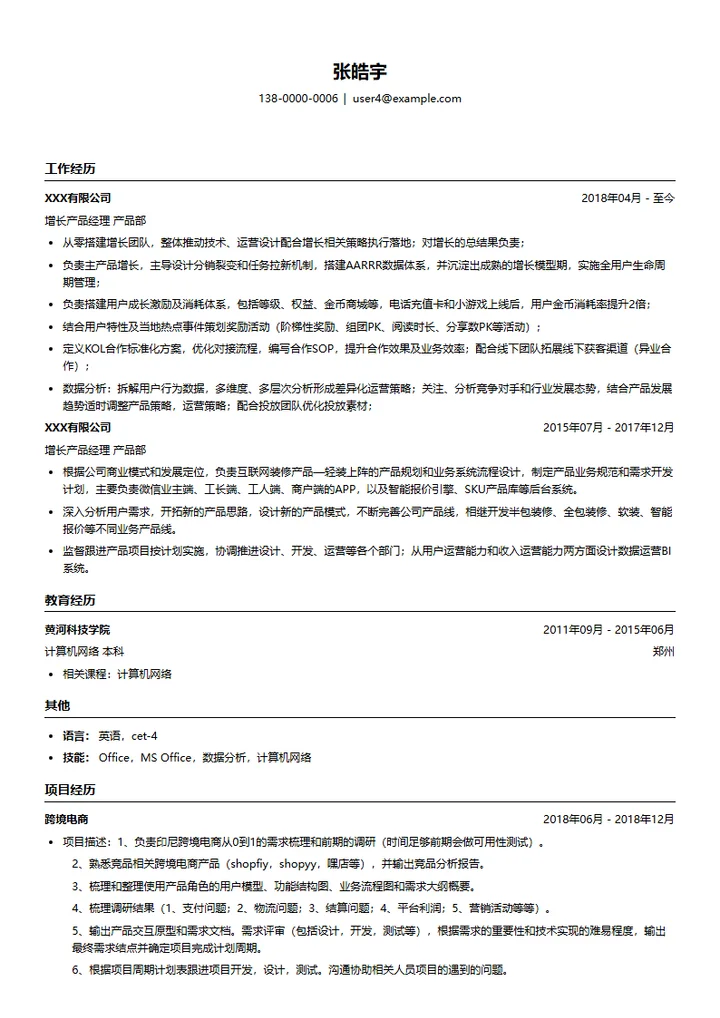 张皓宇
138-0000-0006 | user4@example.com
工作经历
XXX有限公司 2018年04月 - 至今
增长产品经理 产品部
• 从零搭建增长团队，整体推动技术、运营设计配合增长相关策略执行落地；对增长的总结果负责；
• 负责主产品增长，主导设计分销裂变和任务拉新机制，搭建AARRR数据体系，并沉淀出成熟的增长模型期，实施全用户生命周
期管理；
• 负责搭建用户成长激励及消耗体系，包括等级、权益、金币商城等，电话充值卡和小游戏上线后，用户金币消耗率提升2倍；
• 结合用户特性及当地热点事件策划奖励活动（阶梯性奖励、组团PK、阅读时长、分享数PK等活动）；
• 定义KOL合作标准化方案，优化对接流程，编写合作SOP，提升合作效果及业务效率；配合线下团队拓展线下获客渠道（异业合
作）；
• 数据分析：拆解用户行为数据，多维度、多层次分析形成差异化运营策略；关注、分析竞争对手和行业发展态势，结合产品发展
趋势适时调整产品策略，运营策略；配合投放团队优化投放素材；
XXX有限公司 2015年07月 - 2017年12月
增长产品经理 产品部
• 根据公司商业模式和发展定位，负责互联网装修产品—轻装上阵的产品规划和业务系统流程设计，制定产品业务规范和需求开发
计划，主要负责微信业主端、工长端、工人端、商户端的APP，以及智能报价引擎、SKU产品库等后台系统。
• 深入分析用户需求，开拓新的产品思路，设计新的产品模式，不断完善公司产品线，相继开发半包装修、全包装修、软装、智能
报价等不同业务产品线。
• 监督跟进产品项目按计划实施，协调推进设计、开发、运营等各个部门；从用户运营能力和收入运营能力两方面设计数据运营BI
系统。
教育经历
黄河科技学院 2011年09月 - 2015年06月
计算机网络 本科 郑州
• 相关课程：计算机网络
其他
• 语言： 英语，cet-4
• 技能： Office，MS Office，数据分析，计算机网络
项目经历
跨境电商 2018年06月 - 2018年12月
• 项目描述：1、负责印尼跨境电商从0到1的需求梳理和前期的调研（时间足够前期会做可用性测试）。
2、熟悉竞品相关跨境电商产品（shopfiy，shopyy，嘿店等），并输出竞品分析报告。
3、梳理和整理使用产品角色的用户模型、功能结构图、业务流程图和需求大纲概要。
4、梳理调研结果（1、支付问题；2、物流问题；3、结算问题；4、平台利润；5、营销活动等等）。
5、输出产品交互原型和需求文档。需求评审（包括设计，开发，测试等），根据需求的重要性和技术实现的难易程度，输出
最终需求结点并确定项目完成计划周期。
6、根据项目周期计划表跟进项目开发，设计，测试。沟通协助相关人员项目的遇到的问题。